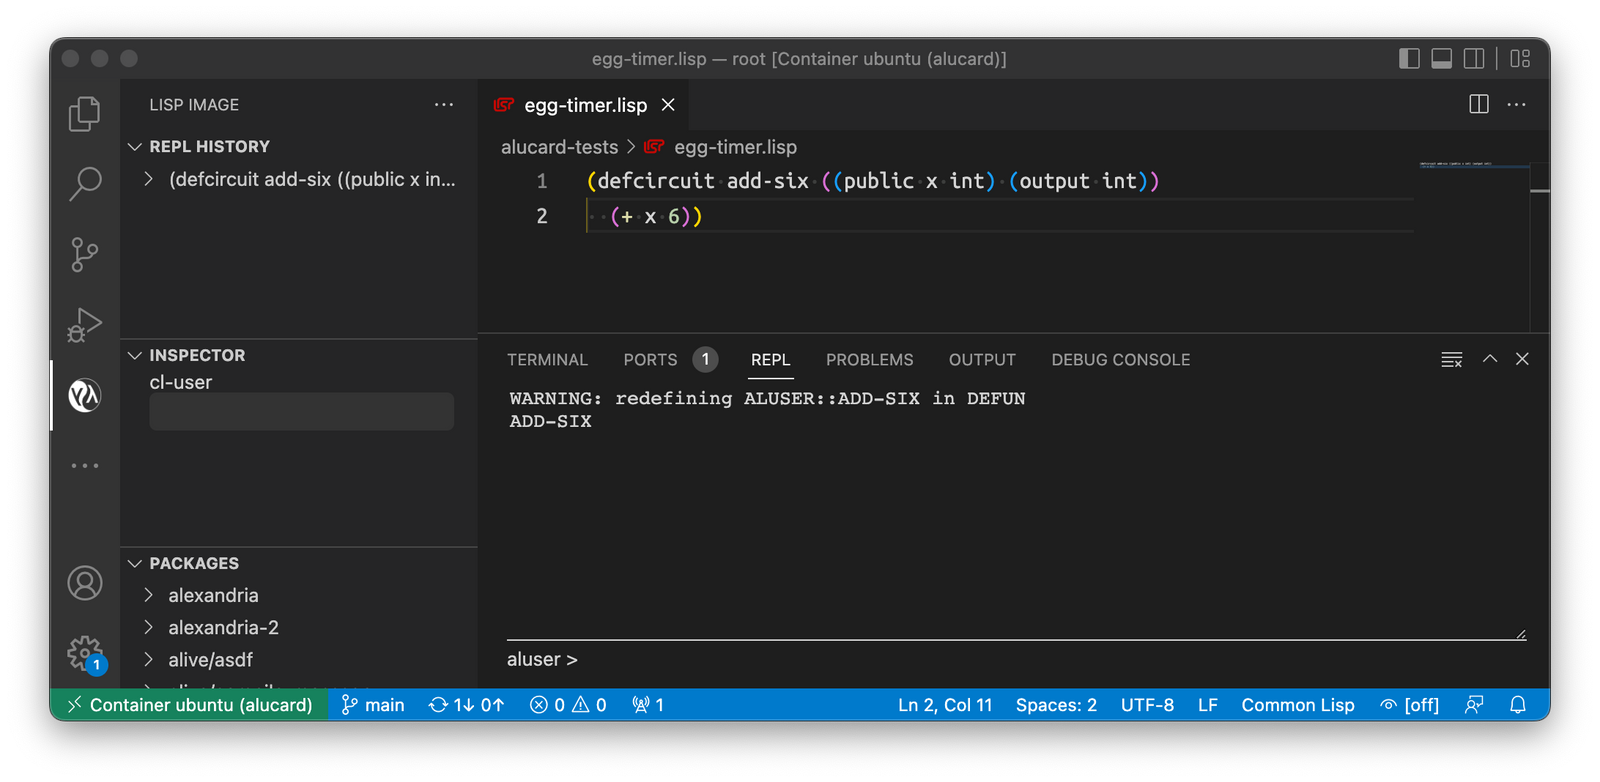 egg-timer.lisp — root [Container ubuntu (alucard)]
LISP IMAGE
REPL HISTORY
(defcircuit add-six ((public x in...
INSPECTOR
cl-user
PACKAGES
alexandria
alexandria-2
alive/asdf
egg-timer.lisp
alucard-tests > egg-timer.lisp
1 (defcircuit add-six ((public x int) (output int))
2 (+ x 6))
TERMINAL PORTS 1 REPL PROBLEMS OUTPUT DEBUG CONSOLE
WARNING: redefining ALUSER::ADD-SIX in DEFUN
ADD-SIX
aluser >
1
Container ubuntu (alucard) main 1↓ 0↑ 0 0 1 Ln 2, Col 11 Spaces: 2 UTF-8 LF Common Lisp [off]